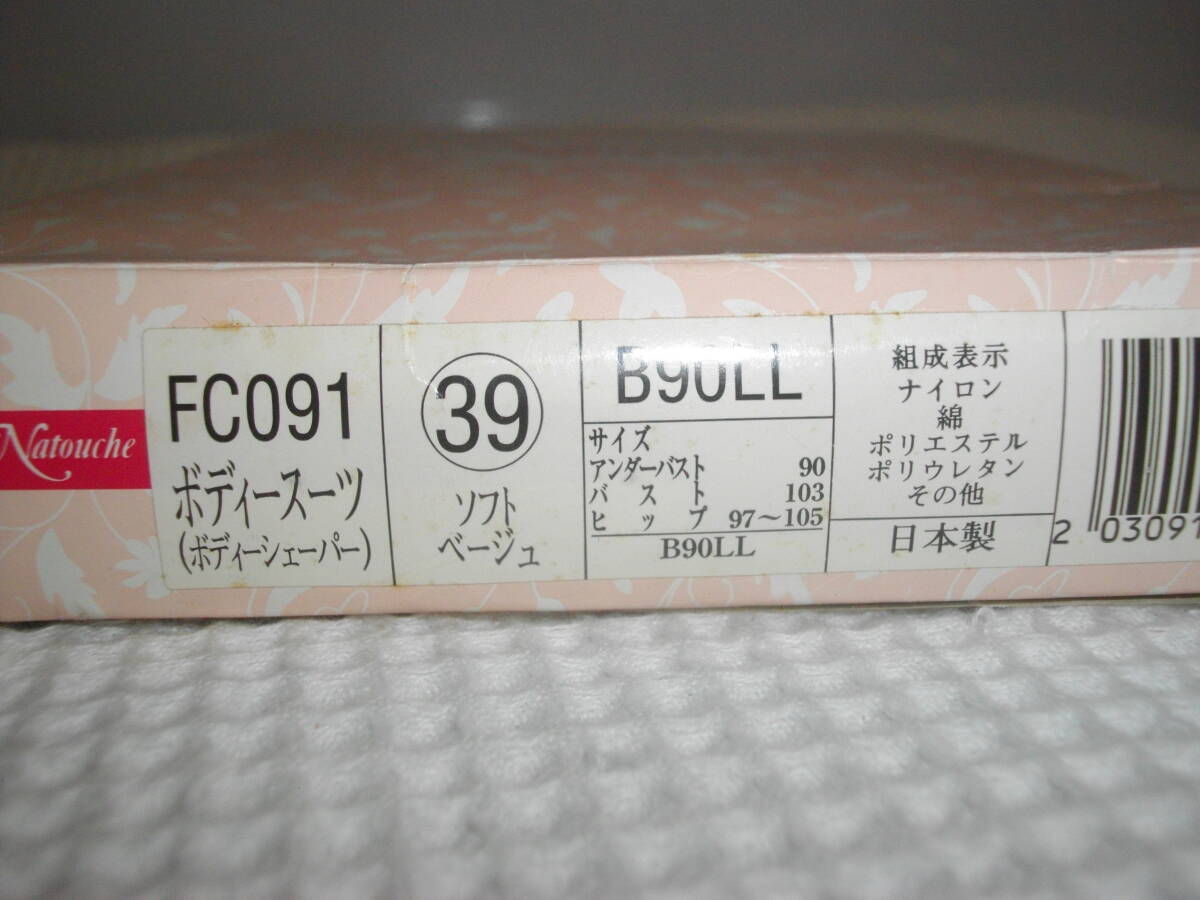 Natouche
FC091
ボディースーツ
(ボディーシェーパー)
39
ソフト
ベージュ
B90LL
サイズ
アンダーバスト 90
バスト 103
ヒップ 97～105
B90LL
組成表示
ナイロン
綿
ポリエステル
ポリウレタン
その他
日本製
2 03091